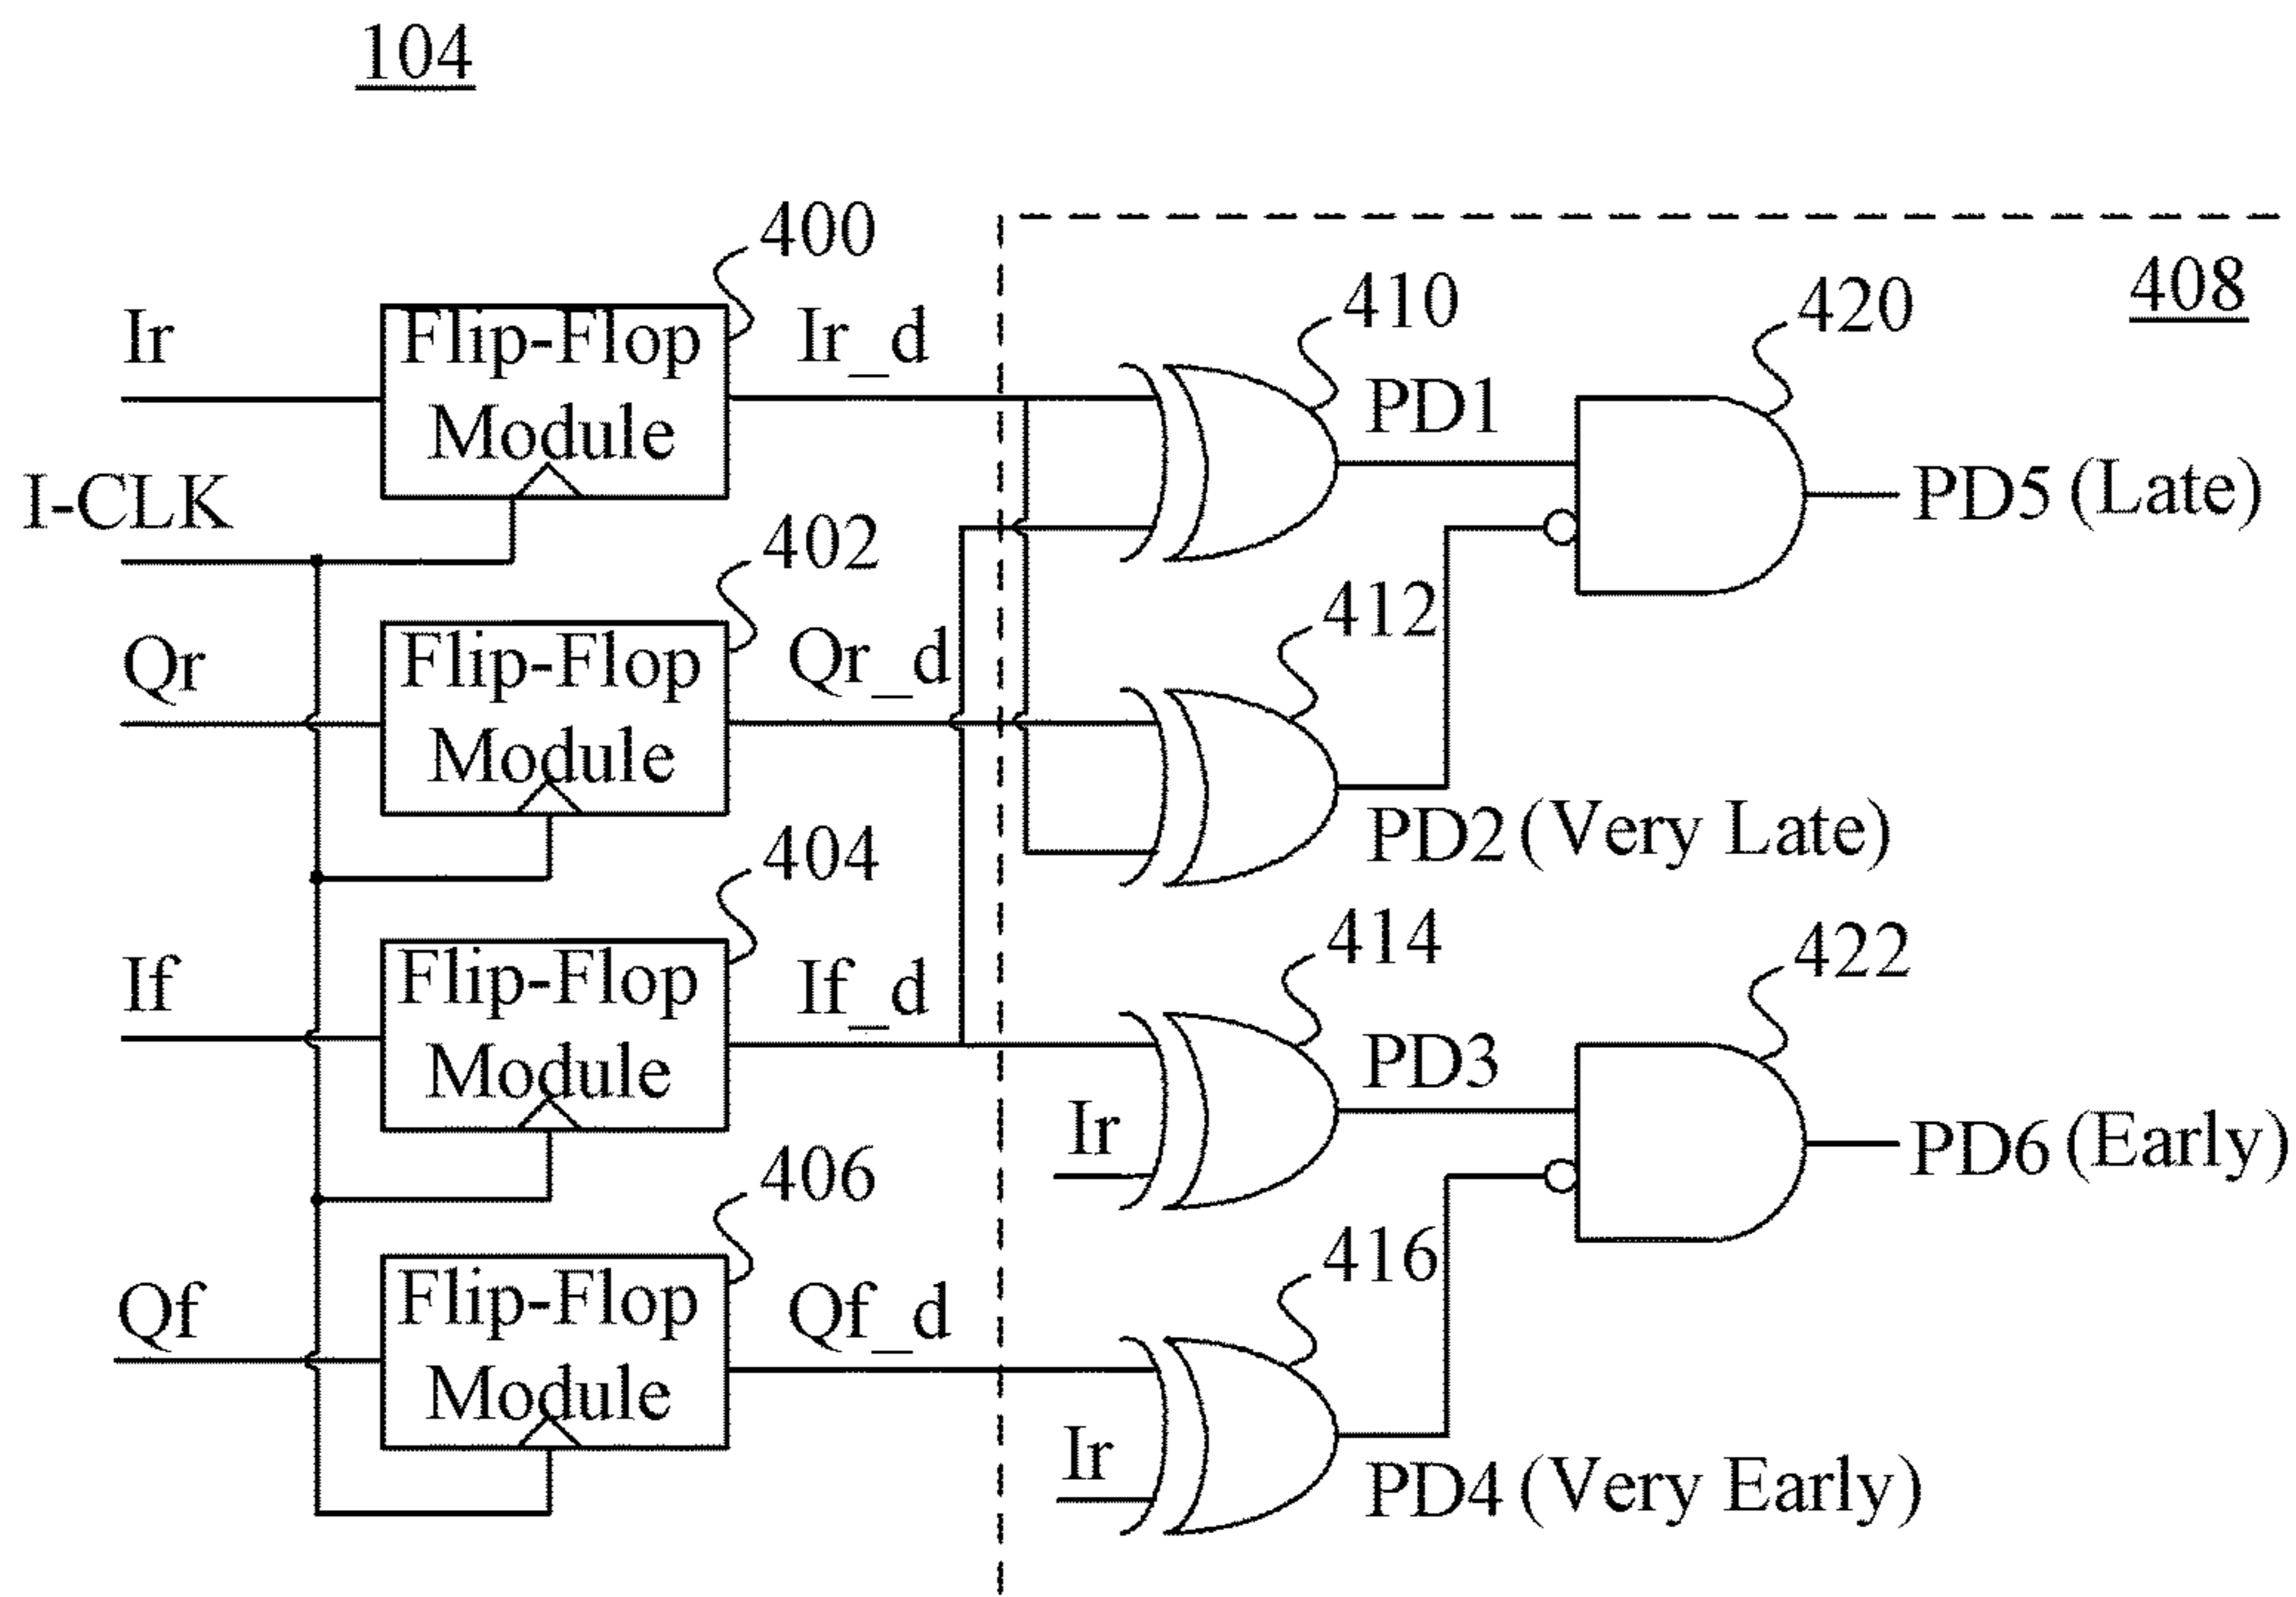 104
400
408
410
420
Ir
Flip-Flop
Module
Ir_d
PD1
I-CLK
PD5 (Late)
402
412
Qr
Flip-Flop
Module
Qr_d
PD2 (Very Late)
404
414
422
If
Flip-Flop
Module
If_d
PD3
Ir
PD6 (Early)
406
416
Qf
Flip-Flop
Module
Qf_d
Ir
PD4 (Very Early)